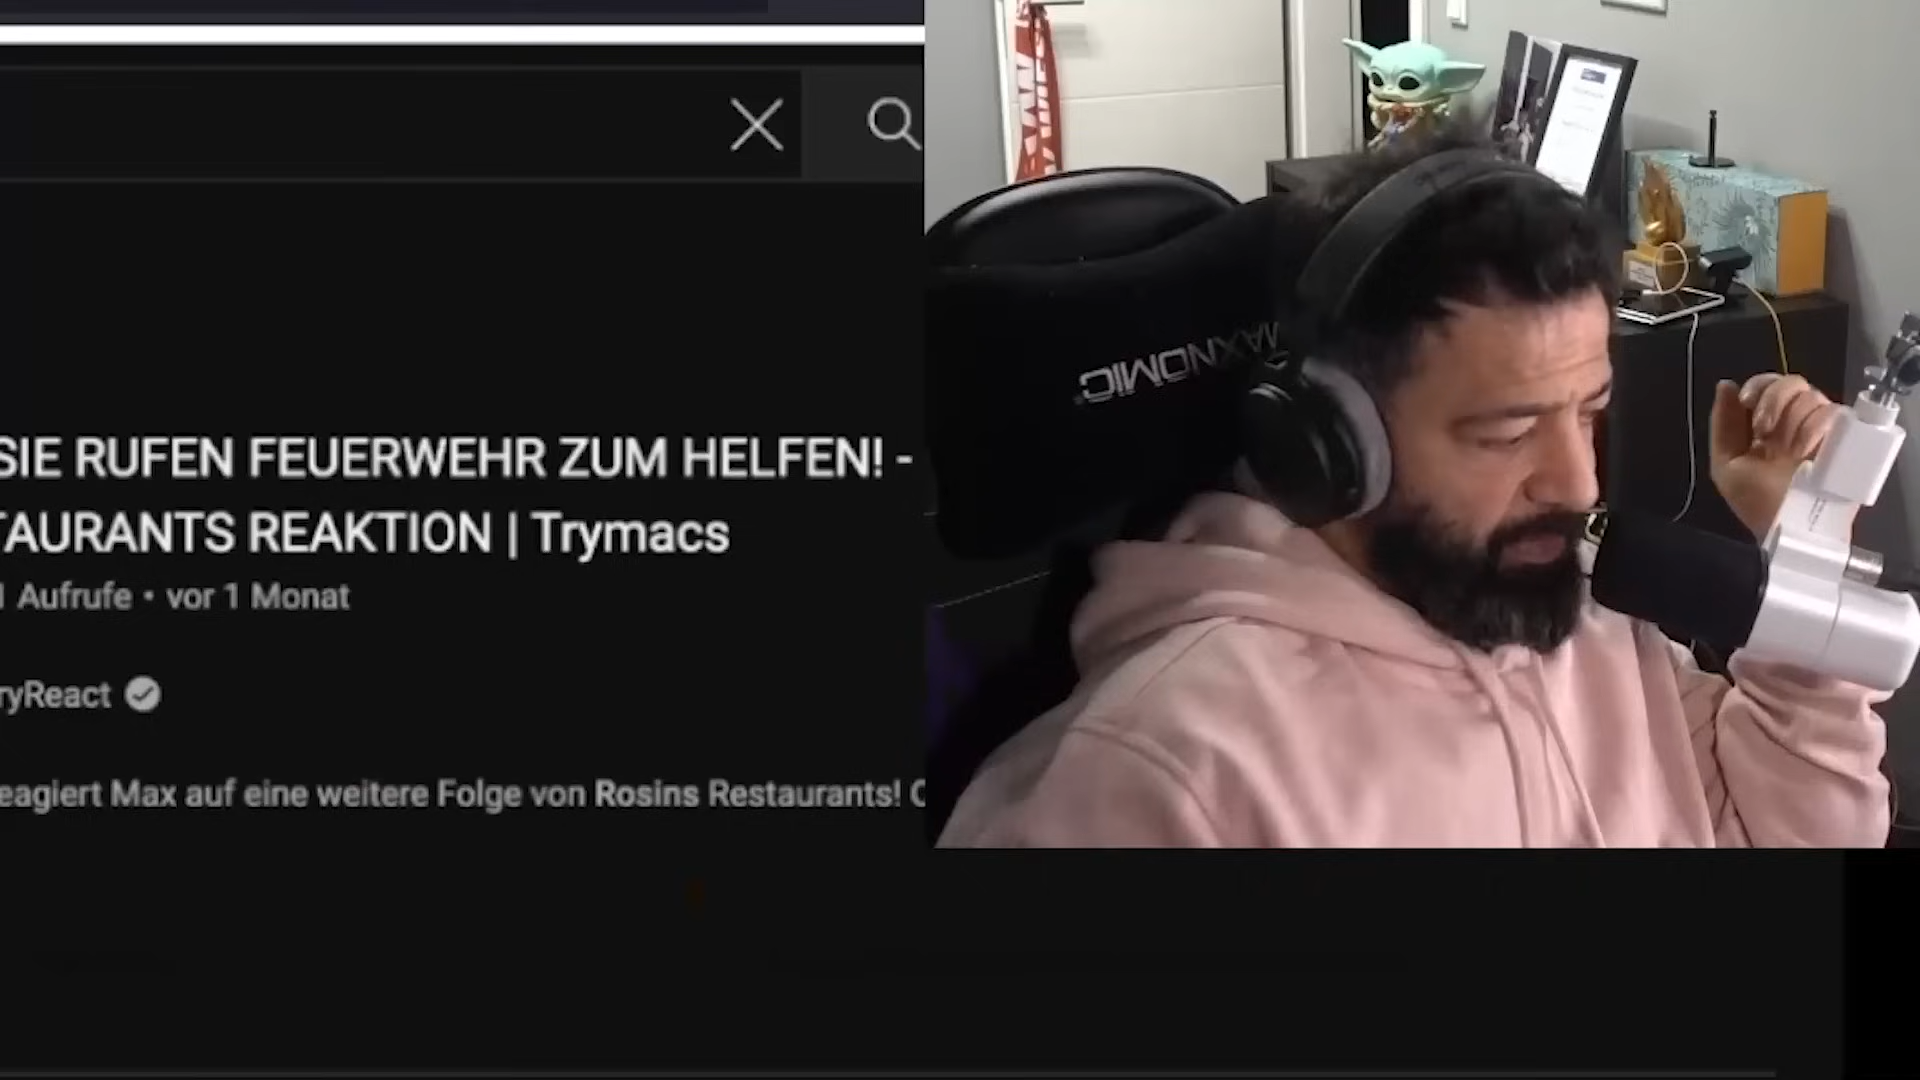 SIE RUFEN FEUERWEHR ZUM HELFEN! -
TAURANTS REAKTION | Trymacs
Aufrufe • vor 1 Monat
ryReact
eagiert Max auf eine weitere Folge von Rosins Restaurants!
MAXNOMIC